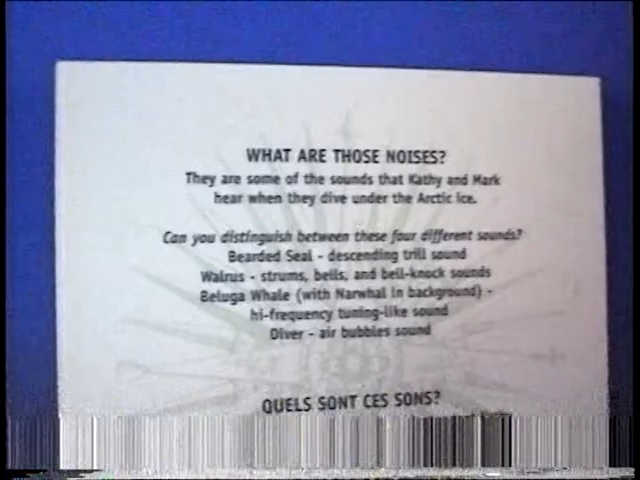 WHAT ARE THOSE NOISES?
They are some of the sounds that Kathy and Mark
hear when they dive under the Arctic ice.
Can you distinguish between these four different sounds?
Bearded Seal - descending trill sound
Walrus - strums, bells, and bell-knock sounds
Beluga Whale (with Narwhal in background) -
hi-frequency tuning-like sound
Diver - air bubbles sound
QUELS SONT CES SONS?